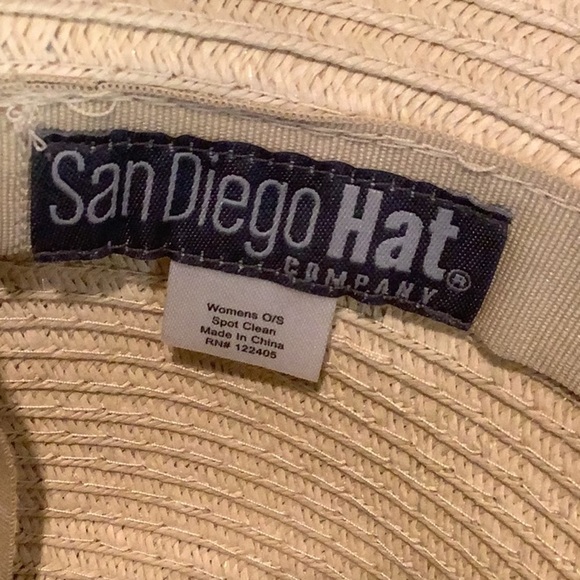 San Diego Hat®
COMPANY
Womens O/S
Spot Clean
Made In China
RN# 122405